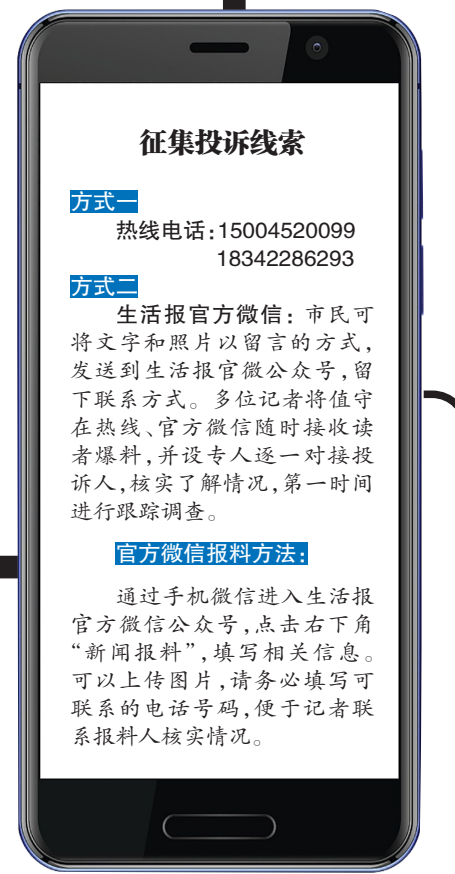 征集投诉线索
方式一
热线电话:15004520099
18342286293
方式二
生活报官方微信:市民可
将文字和照片以留言的方式,
发送到生活报官微公众号,留
下联系方式。多位记者将值守
在热线、官方微信随时接收读
者爆料,并设专人逐一对接投
诉人,核实了解情况,第一时间
进行跟踪调查。
官方微信报料方法:
通过手机微信进入生活报
官方微信公众号,点击右下角
“新闻报料”,填写相关信息。
可以上传图片,请务必填写可
联系的电话号码,便于记者联
系报料人核实情况。